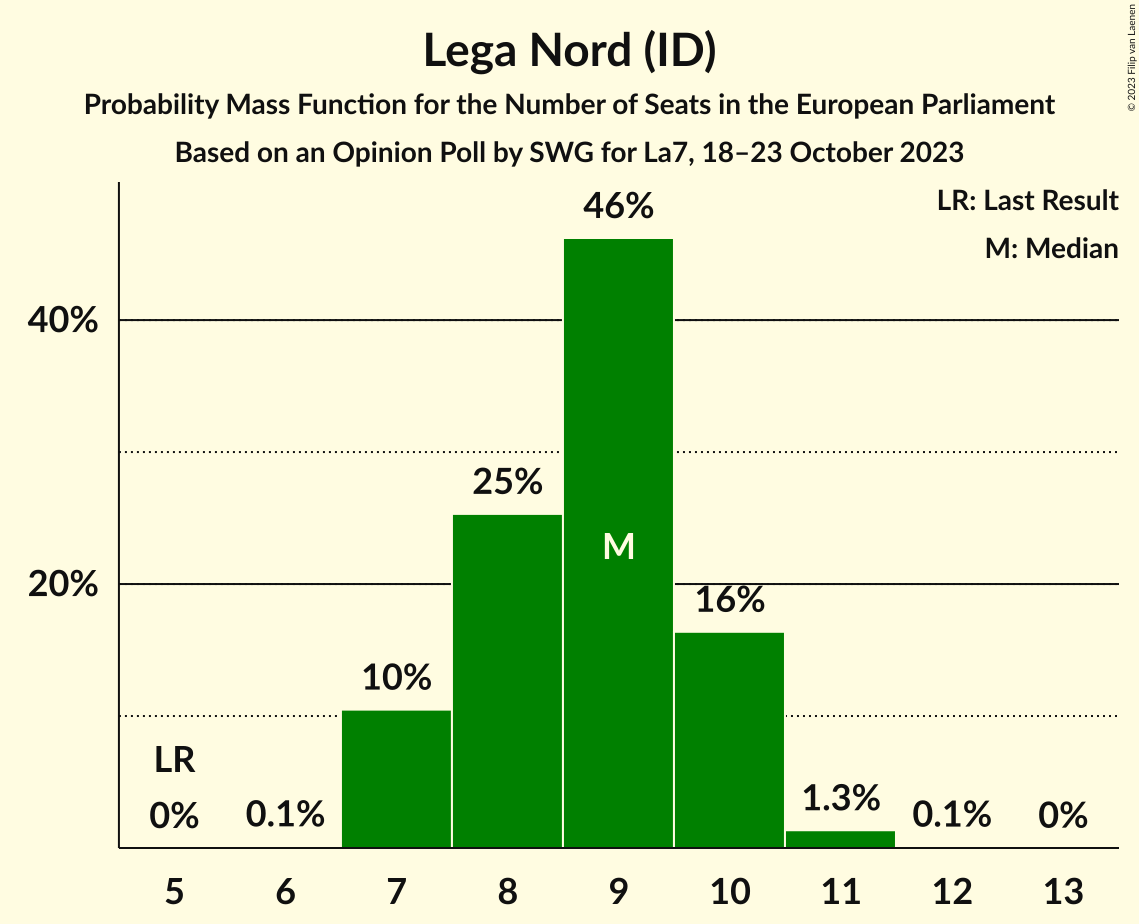 Lega Nord (ID)
Probability Mass Function for the Number of Seats in the European Parliament
Based on an Opinion Poll by SWG for La7, 18–23 October 2023
© 2023 Filip van Laenen
LR: Last Result
M: Median
46%
40%
25%
M
20%
16%
10%
LR
0%
0.1%
1.3%
0.1%
0%
5 6 7 8 9 10 11 12 13